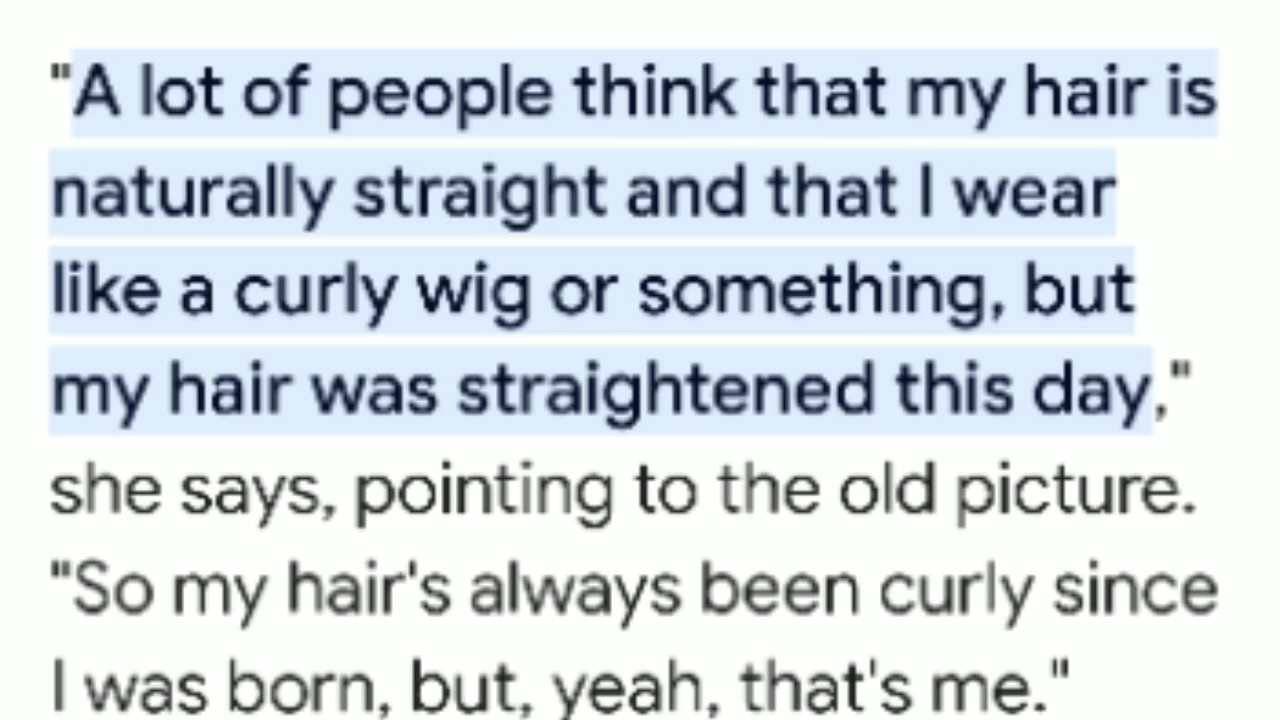 "A lot of people think that my hair is
naturally straight and that I wear
like a curly wig or something, but
my hair was straightened this day,"
she says, pointing to the old picture.
"So my hair's always been curly since
I was born, but, yeah, that's me."